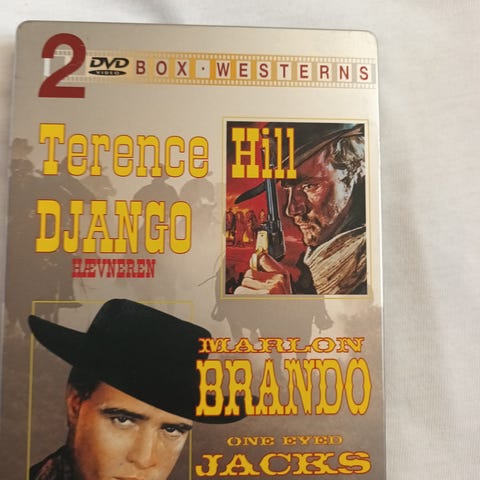 2 DVD VIDEO BOX · WESTERNS
Terence Hill
DJANGO
HÆVNEREN
MARLON
BRANDO
ONE EYED
JACKS